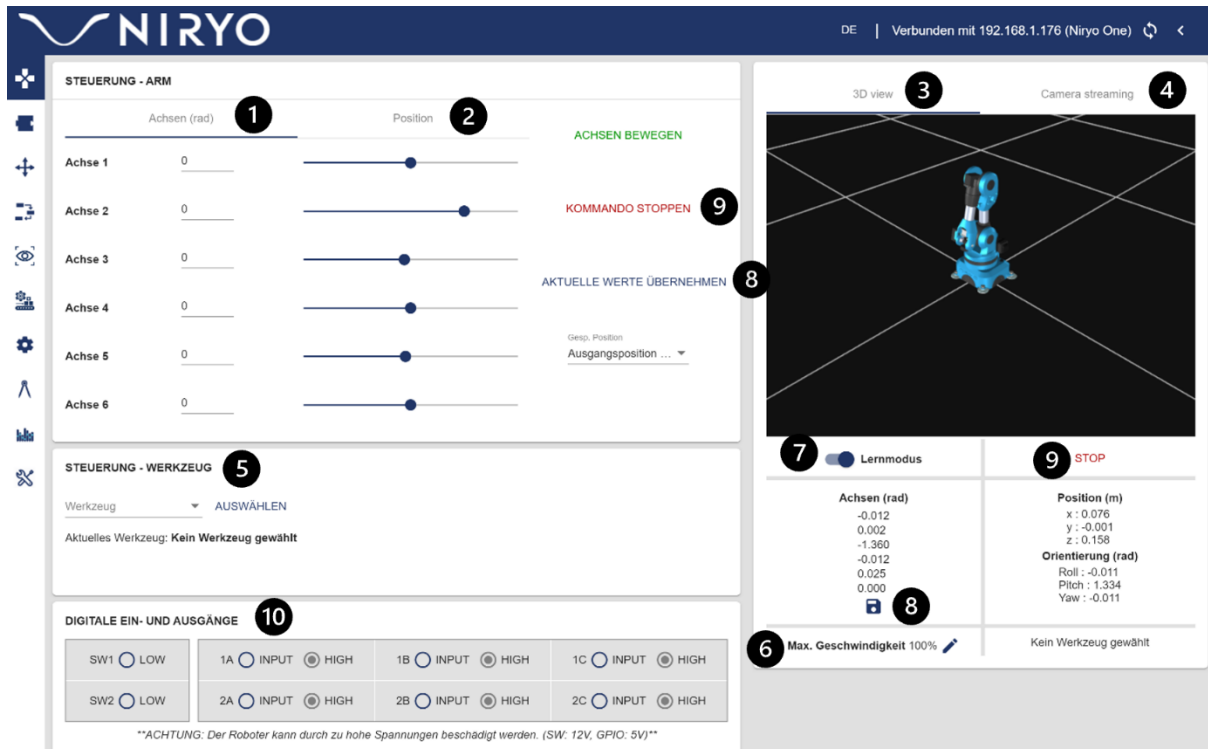 NIRYO
DE | Verbunden mit 192.168.1.176 (Niryo One)
STEUERUNG - ARM
Achsen (rad) 1
Position 2
ACHSEN BEWEGEN
Achse 1 0
Achse 2 0
KOMMANDO STOPPEN 9
Achse 3 0
AKTUELLE WERTE ÜBERNEHMEN 8
Achse 4 0
Gesp. Position
Ausgangsposition ...
Achse 5 0
Achse 6 0
STEUERUNG - WERKZEUG 5
Werkzeug AUSWÄHLEN
Aktuelles Werkzeug: Kein Werkzeug gewählt
DIGITALE EIN- UND AUSGÄNGE 10
SW1 LOW 1A INPUT HIGH 1B INPUT HIGH 1C INPUT HIGH
SW2 LOW 2A INPUT HIGH 2B INPUT HIGH 2C INPUT HIGH
**ACHTUNG: Der Roboter kann durch zu hohe Spannungen beschädigt werden. (SW: 12V, GPIO: 5V)**
3D view 3
Camera streaming 4
7 Lernmodus
9 STOP
Achsen (rad)
-0.012
0.002
-1.360
-0.012
0.025
0.000
8
Position (m)
x : 0.076
y : -0.001
z : 0.158
Orientierung (rad)
Roll : -0.011
Pitch : 1.334
Yaw : -0.011
6 Max. Geschwindigkeit 100%
Kein Werkzeug gewählt